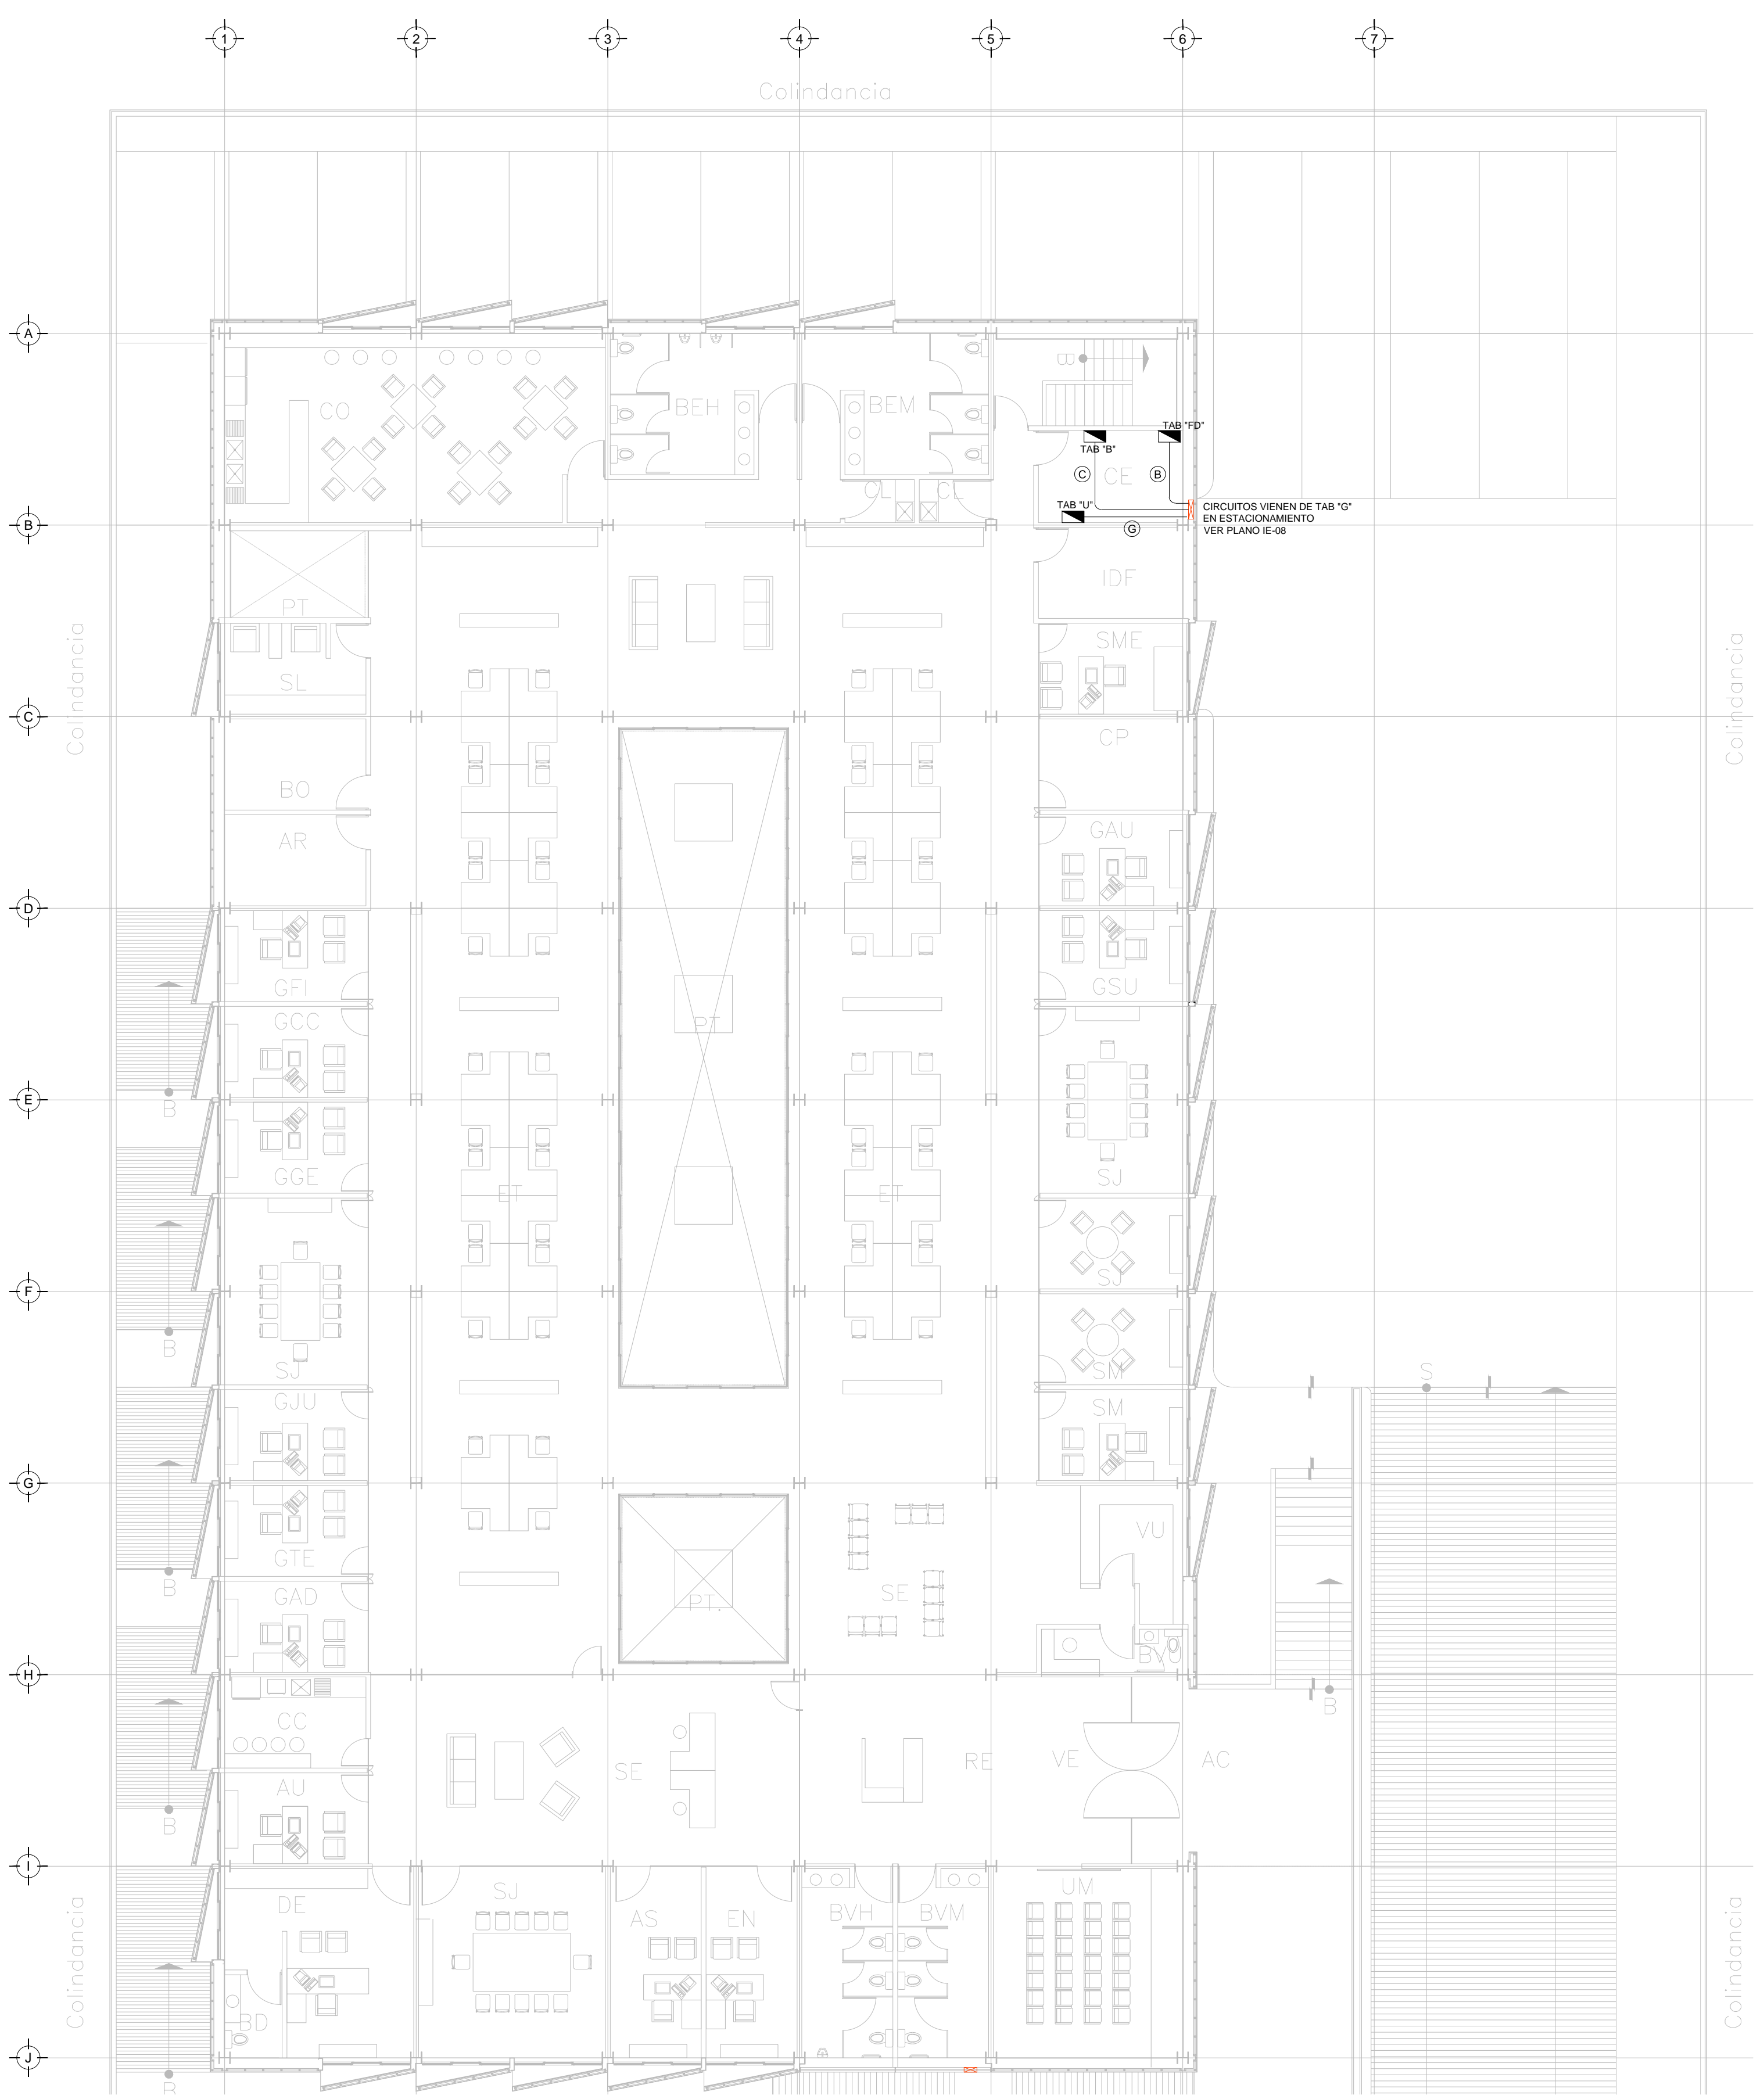 1 2 3 4 5 6 7
Colindancia
A
B
CO
BEH
BEM
TAB "FD"
TAB "B"
C
B
CE
CL
CL
TAB "U"
CIRCUITOS VIENEN DE TAB "G"
EN ESTACIONAMIENTO
VER PLANO IE-08
B
G
IDF
PT
Colindancia
SME
Colindancia
SL
C
CP
BO
GAU
AR
D
GFI
GSU
GCC
PT
E
B
GGE
SJ
ET
ET
SJ
F
B
SJ
SM
S
GJU
SM
G
VU
GTE
B
GAD
SE
PT
BVU
H
B
CC
SE
RE
VE
AC
AU
B
I
DE
SJ
AS
EN
BVH
BVM
UM
Colindancia
Colindancia
BD
J
B